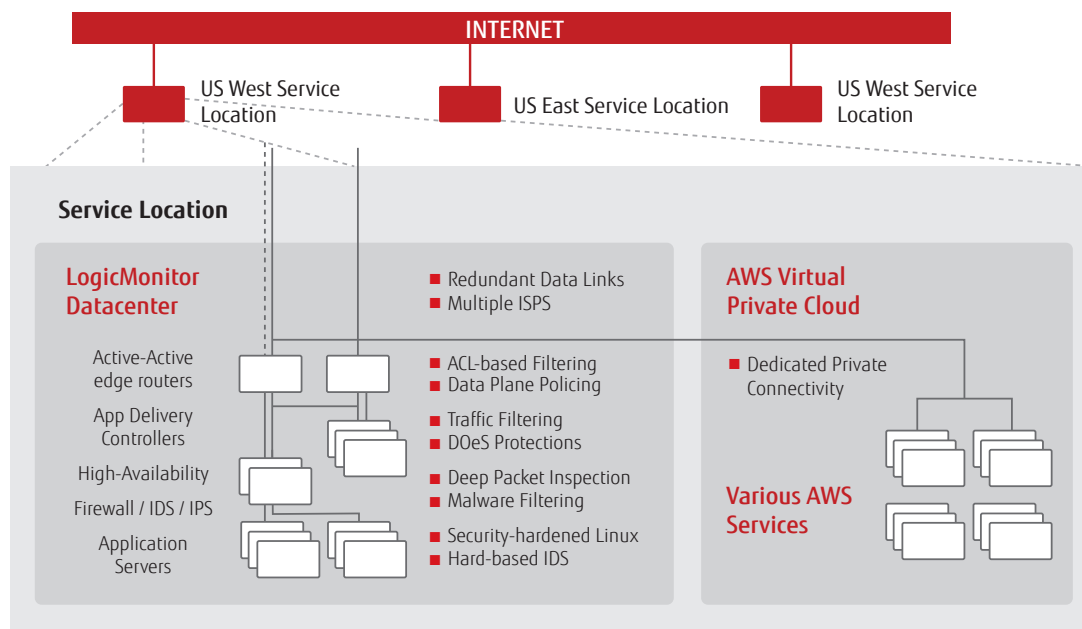 INTERNET
US West Service
Location
US East Service Location
US West Service
Location
Service Location
LogicMonitor
Datacenter
Redundant Data Links
Multiple ISPS
Active-Active
edge routers
ACL-based Filtering
Data Plane Policing
App Delivery
Controllers
Traffic Filtering
DOeS Protections
High-Availability
Firewall / IDS / IPS
Deep Packet Inspection
Malware Filtering
Application
Servers
Security-hardened Linux
Hard-based IDS
AWS Virtual
Private Cloud
Dedicated Private
Connectivity
Various AWS
Services